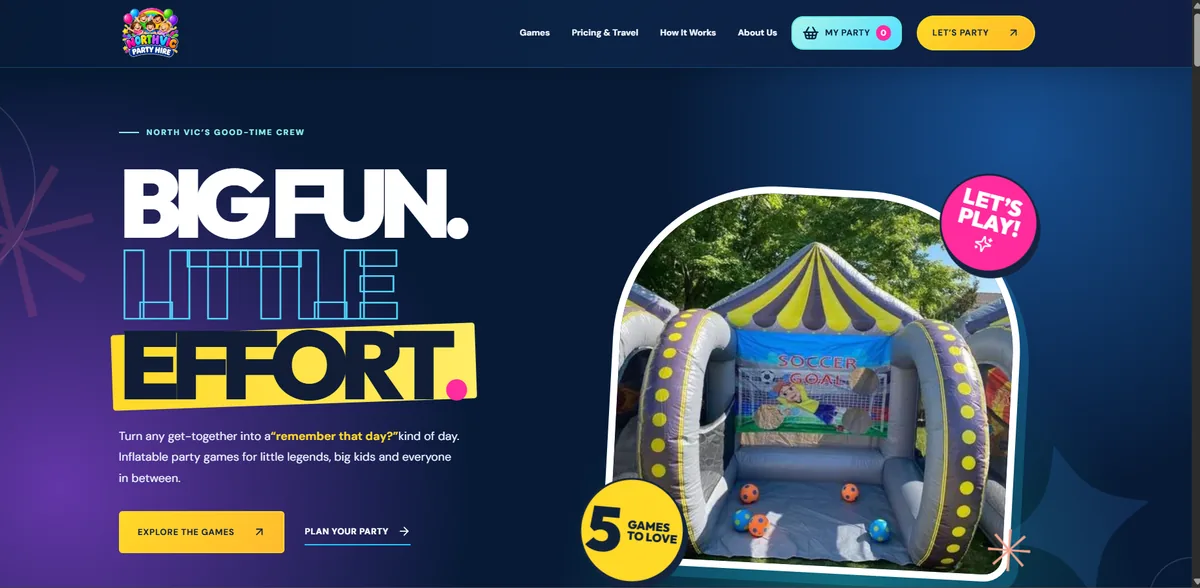 NORTHVIC
PARTY HIRE
Games
Pricing & Travel
How It Works
About Us
MY PARTY 0
LET'S PARTY
NORTH VIC'S GOOD-TIME CREW
BIG FUN.
LITTLE
EFFORT.
Turn any get-together into a“remember that day?”kind of day.
Inflatable party games for little legends, big kids and everyone
in between.
EXPLORE THE GAMES
PLAN YOUR PARTY
LET'S
PLAY!
SOCCER
GOAL
5 GAMES
TO LOVE